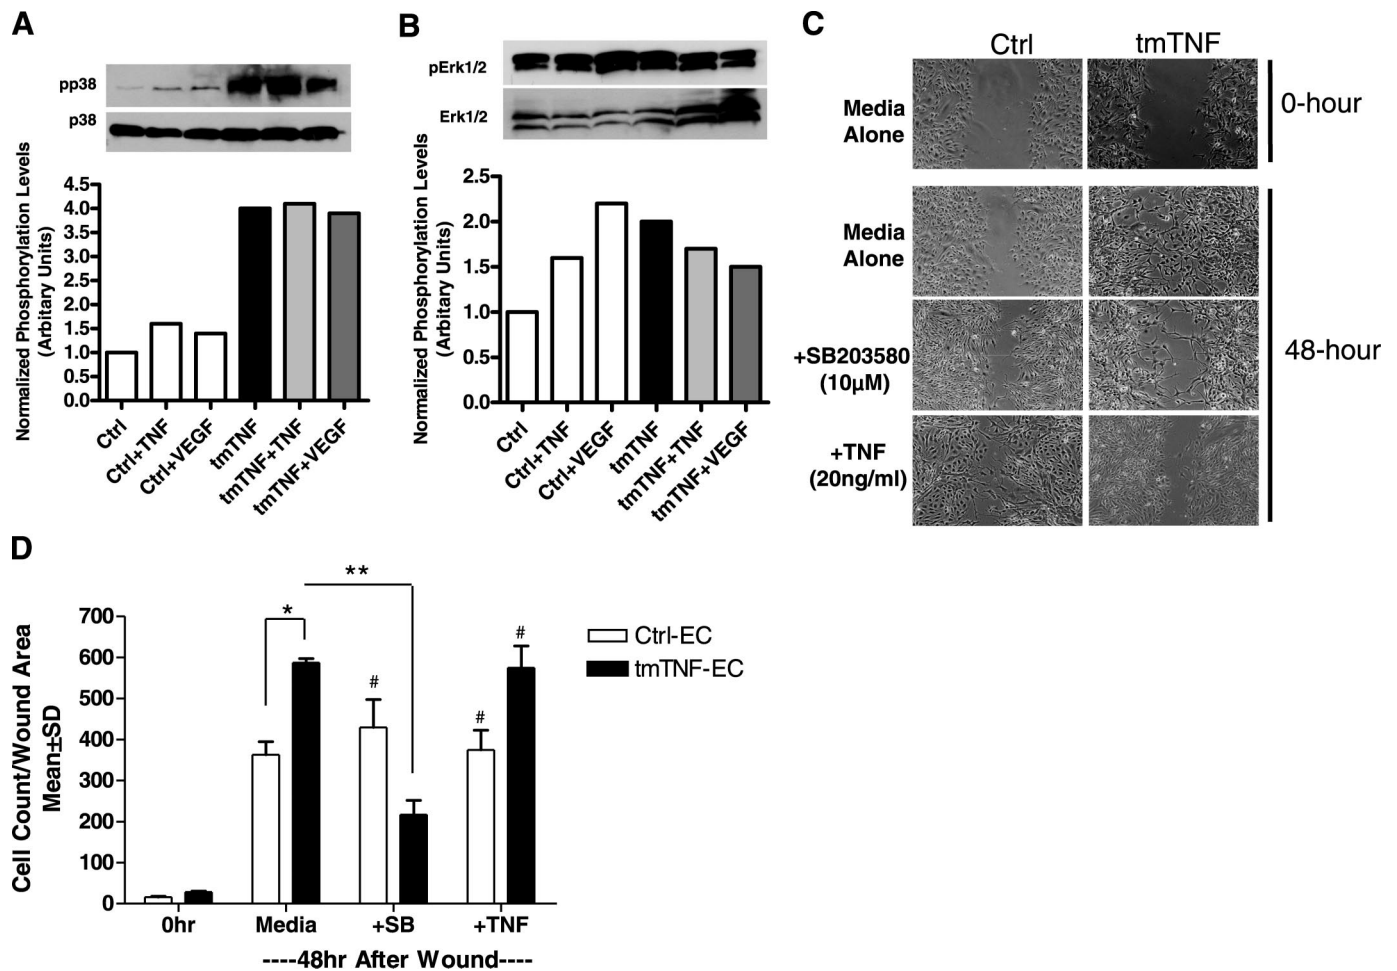 A
pp38
p38
Normalized Phosphorylation Levels
(Arbitary Units)
4.5
4.0
3.5
3.0
2.5
2.0
1.5
1.0
0.5
0.0
Ctrl
Ctrl+TNF
Ctrl+VEGF
tmTNF
tmTNF+TNF
tmTNF+VEGF
B
pErk1/2
Erk1/2
Normalized Phosphorylation Levels
(Arbitary Units)
2.5
2.0
1.5
1.0
0.5
0.0
Ctrl
Ctrl+TNF
Ctrl+VEGF
tmTNF
tmTNF+TNF
tmTNF+VEGF
C
Ctrl
tmTNF
Media
Alone
0-hour
Media
Alone
+SB203580
(10µM)
48-hour
+TNF
(20ng/ml)
D
Cell Count/Wound Area
Mean±SD
700
600
500
400
300
200
100
0
*
**
#
#
#
Ctrl-EC
tmTNF-EC
0hr
Media
+SB
+TNF
----48hr After Wound----